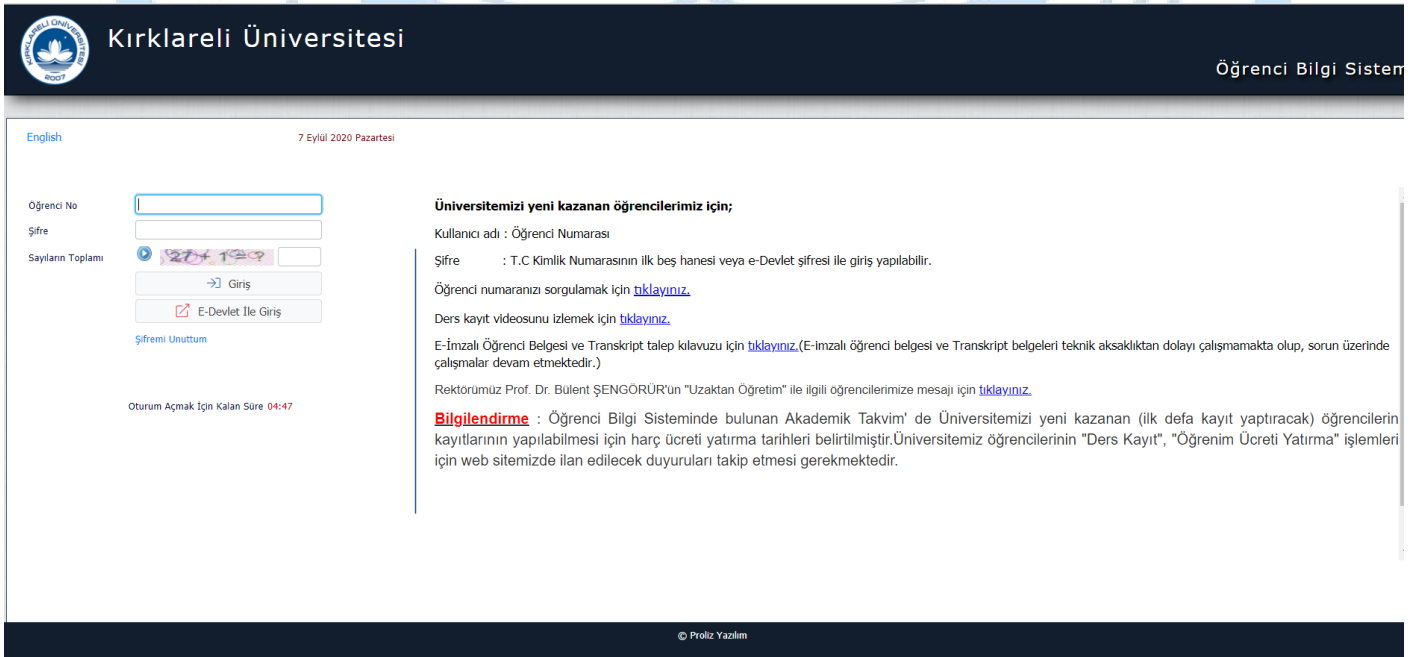 KIRKLARELİ ÜNİVERSİTESİ
2007
Kırklareli Üniversitesi
Öğrenci Bilgi Sistem
English
7 Eylül 2020 Pazartesi
Öğrenci No
Şifre
Sayıların Toplamı
27+ 1=?
Giriş
E-Devlet İle Giriş
Şifremi Unuttum
Oturum Açmak İçin Kalan Süre 04:47
Üniversitemizi yeni kazanan öğrencilerimiz için;
Kullanıcı adı : Öğrenci Numarası
Şifre : T.C Kimlik Numarasının ilk beş hanesi veya e-Devlet şifresi ile giriş yapılabilir.
Öğrenci numaranızı sorgulamak için tıklayınız.
Ders kayıt videosunu izlemek için tıklayınız.
E-İmzalı Öğrenci Belgesi ve Transkript talep kılavuzu için tıklayınız.(E-imzalı öğrenci belgesi ve Transkript belgeleri teknik aksaklıktan dolayı çalışmamakta olup, sorun üzerinde
çalışmalar devam etmektedir.)
Rektörümüz Prof. Dr. Bülent ŞENGÖRÜR'ün "Uzaktan Öğretim" ile ilgili öğrencilerimize mesajı için tıklayınız.
Bilgilendirme : Öğrenci Bilgi Sisteminde bulunan Akademik Takvim' de Üniversitemizi yeni kazanan (ilk defa kayıt yaptıracak) öğrencilerin
kayıtlarının yapılabilmesi için harç ücreti yatırma tarihleri belirtilmiştir.Üniversitemiz öğrencilerinin "Ders Kayıt", "Öğrenim Ücreti Yatırma" işlemleri
için web sitemizde ilan edilecek duyuruları takip etmesi gerekmektedir.
© Proliz Yazılım